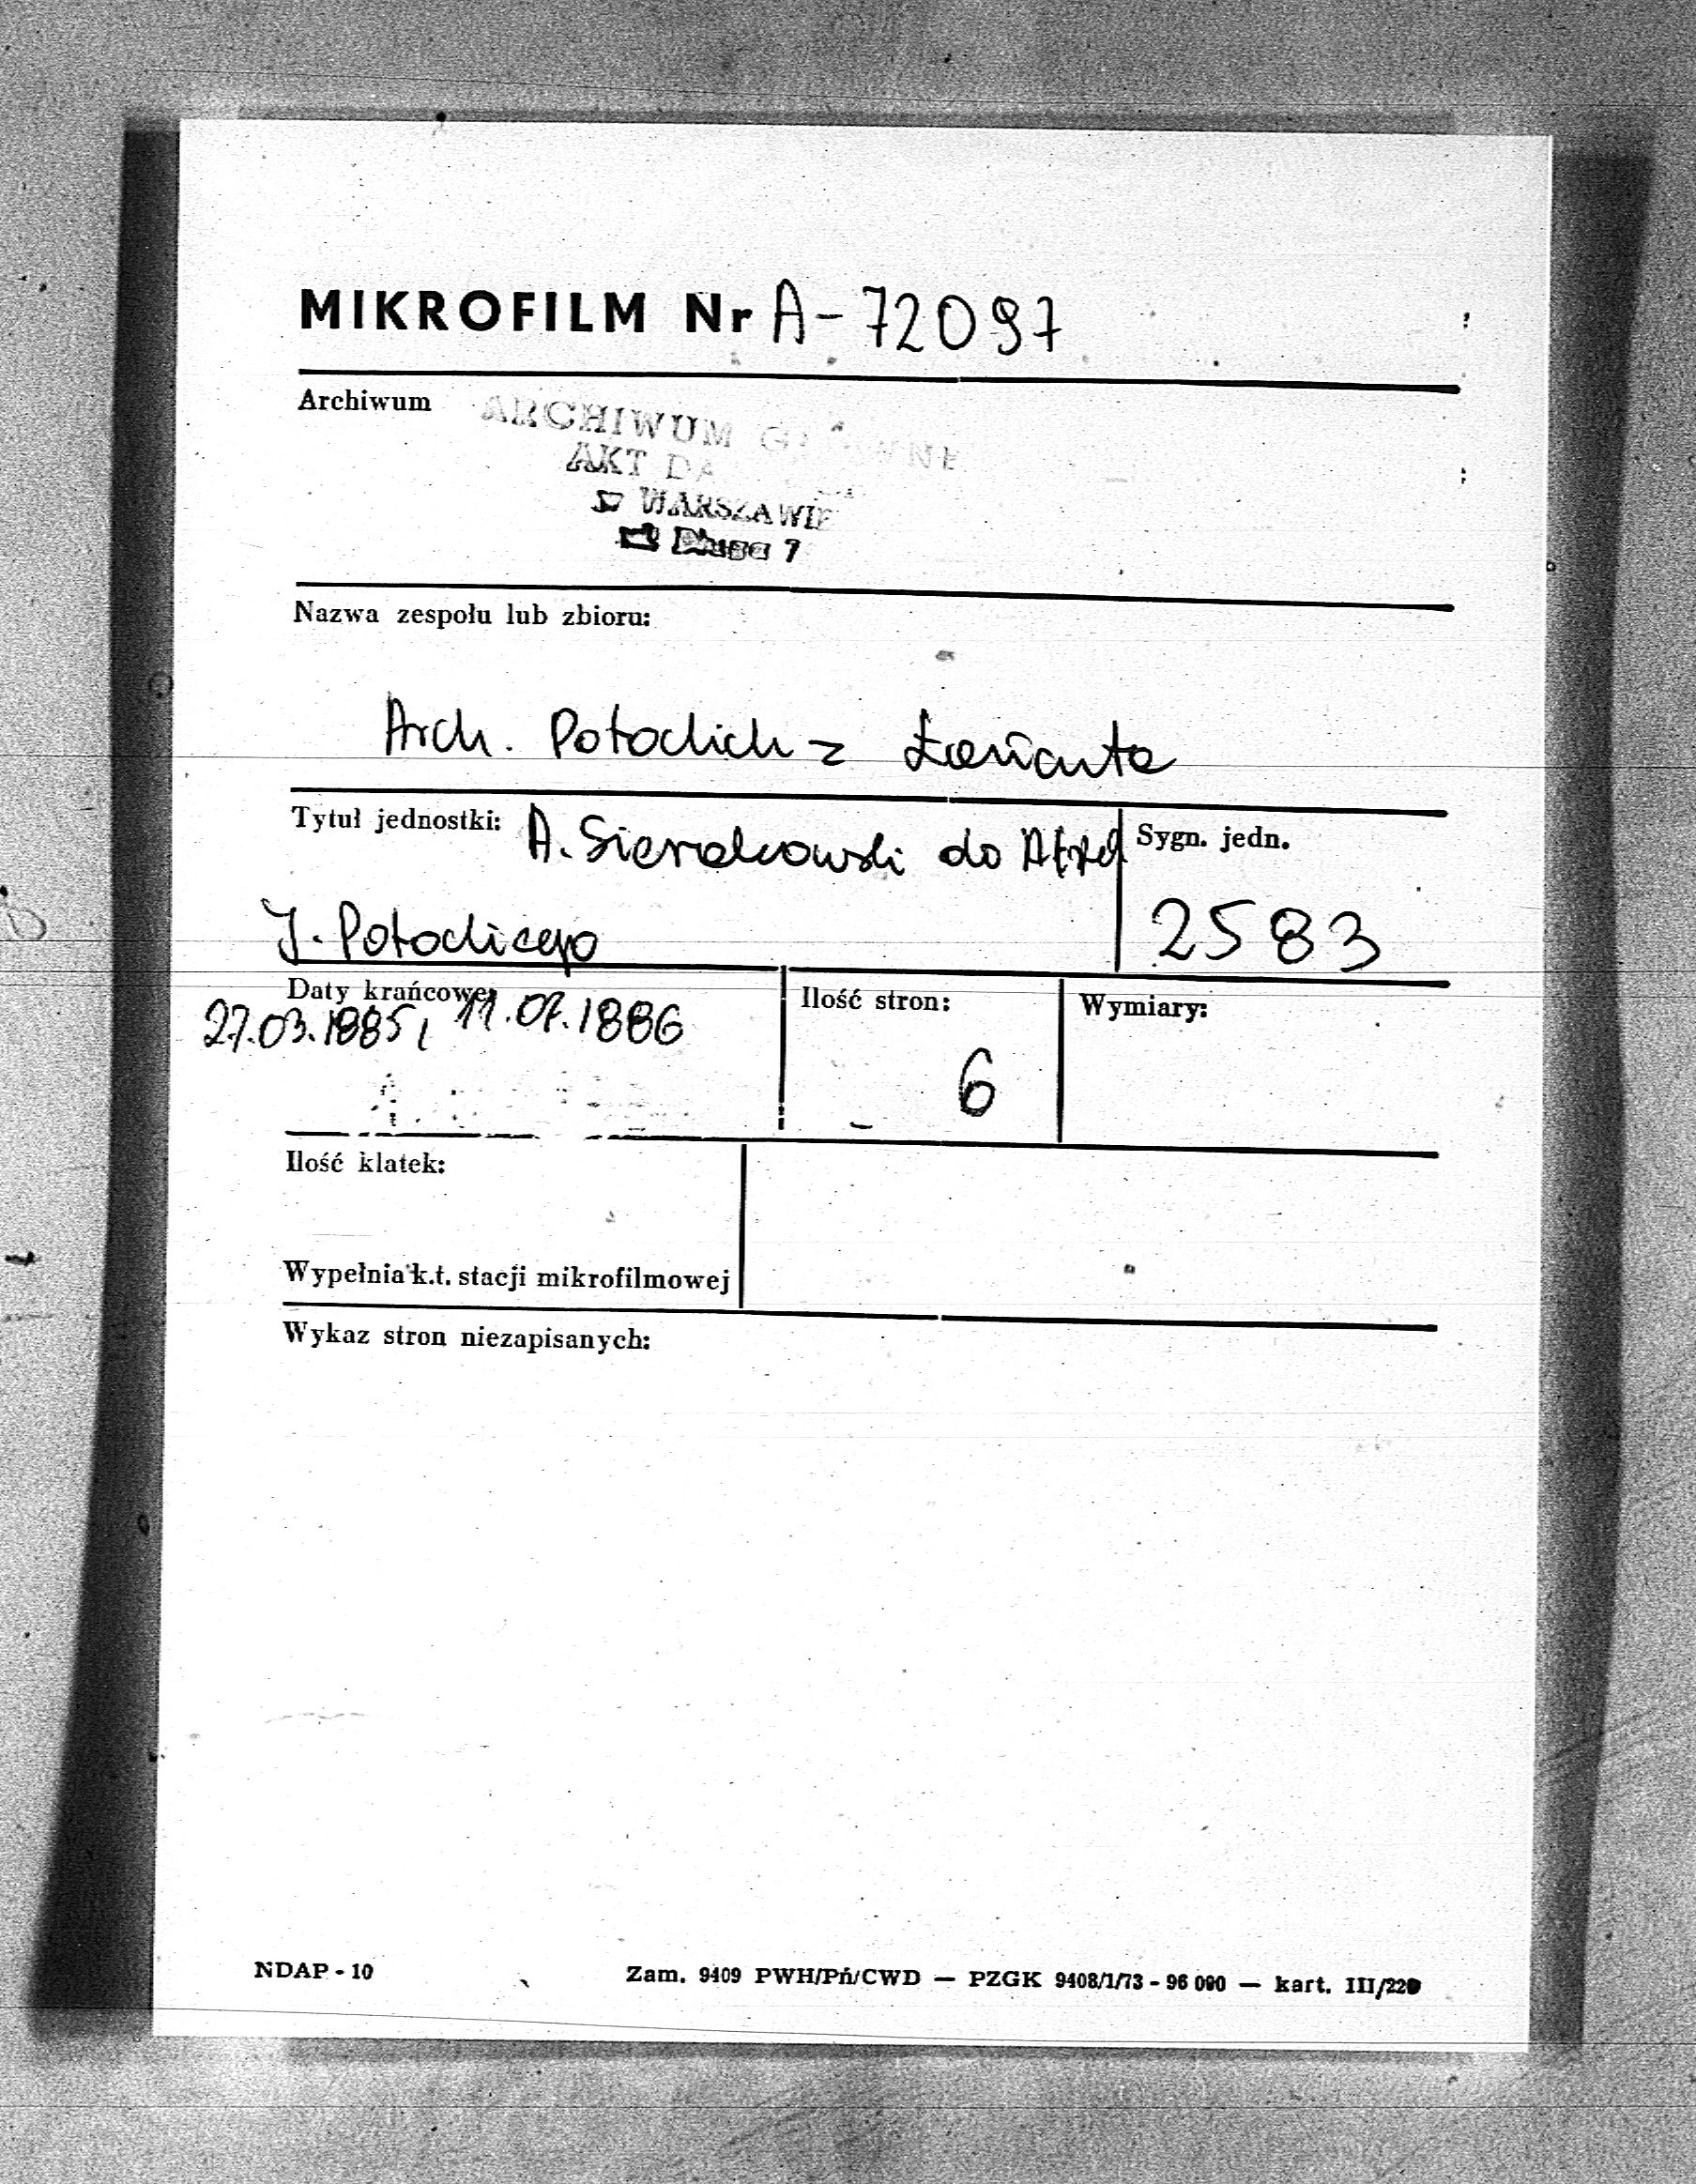 MIKROFILM Nr A-72097
Archiwum
ARCHIWUM
AKT
WARSZAWIE
Długa 7
Nazwa zespołu lub zbioru:
Arch. Potockich z Łańcuta
Tytuł jednostki: A. Sierakowski do Alfred
Sygn. jedn.
J. Potockiego
2583
Daty krańcowe:
27.03.1885, 11.07.1886
Ilość stron:
6
Wymiary:
Ilość klatek:
Wypełnia k.t. stacji mikrofilmowej
Wykaz stron niezapisanych:
NDAP - 10
Zam. 9409 PWH/Pń/CWD — PZGK 9408/1/73 - 96 000 — kart. III/220